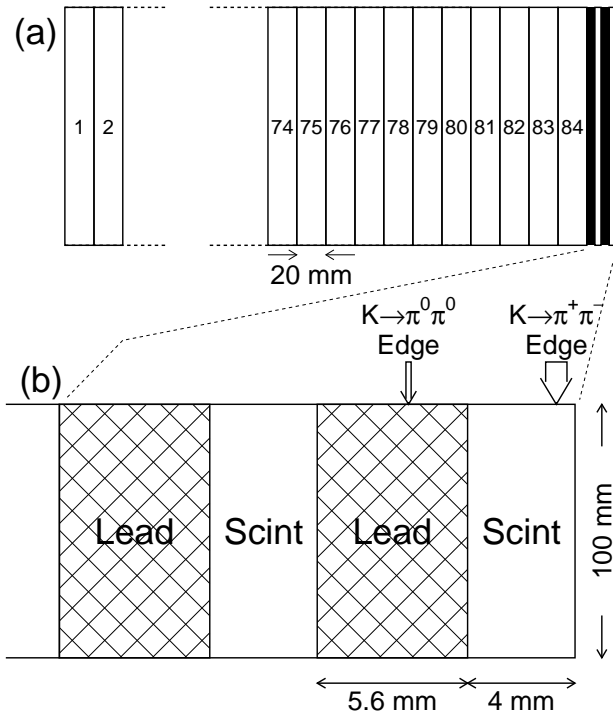 (a)
1 2 74 75 76 77 78 79 80 81 82 83 84
20 mm
K→π⁰π⁰ K→π⁺π⁻
Edge Edge
(b)
Lead Scint Lead Scint
100 mm
5.6 mm 4 mm